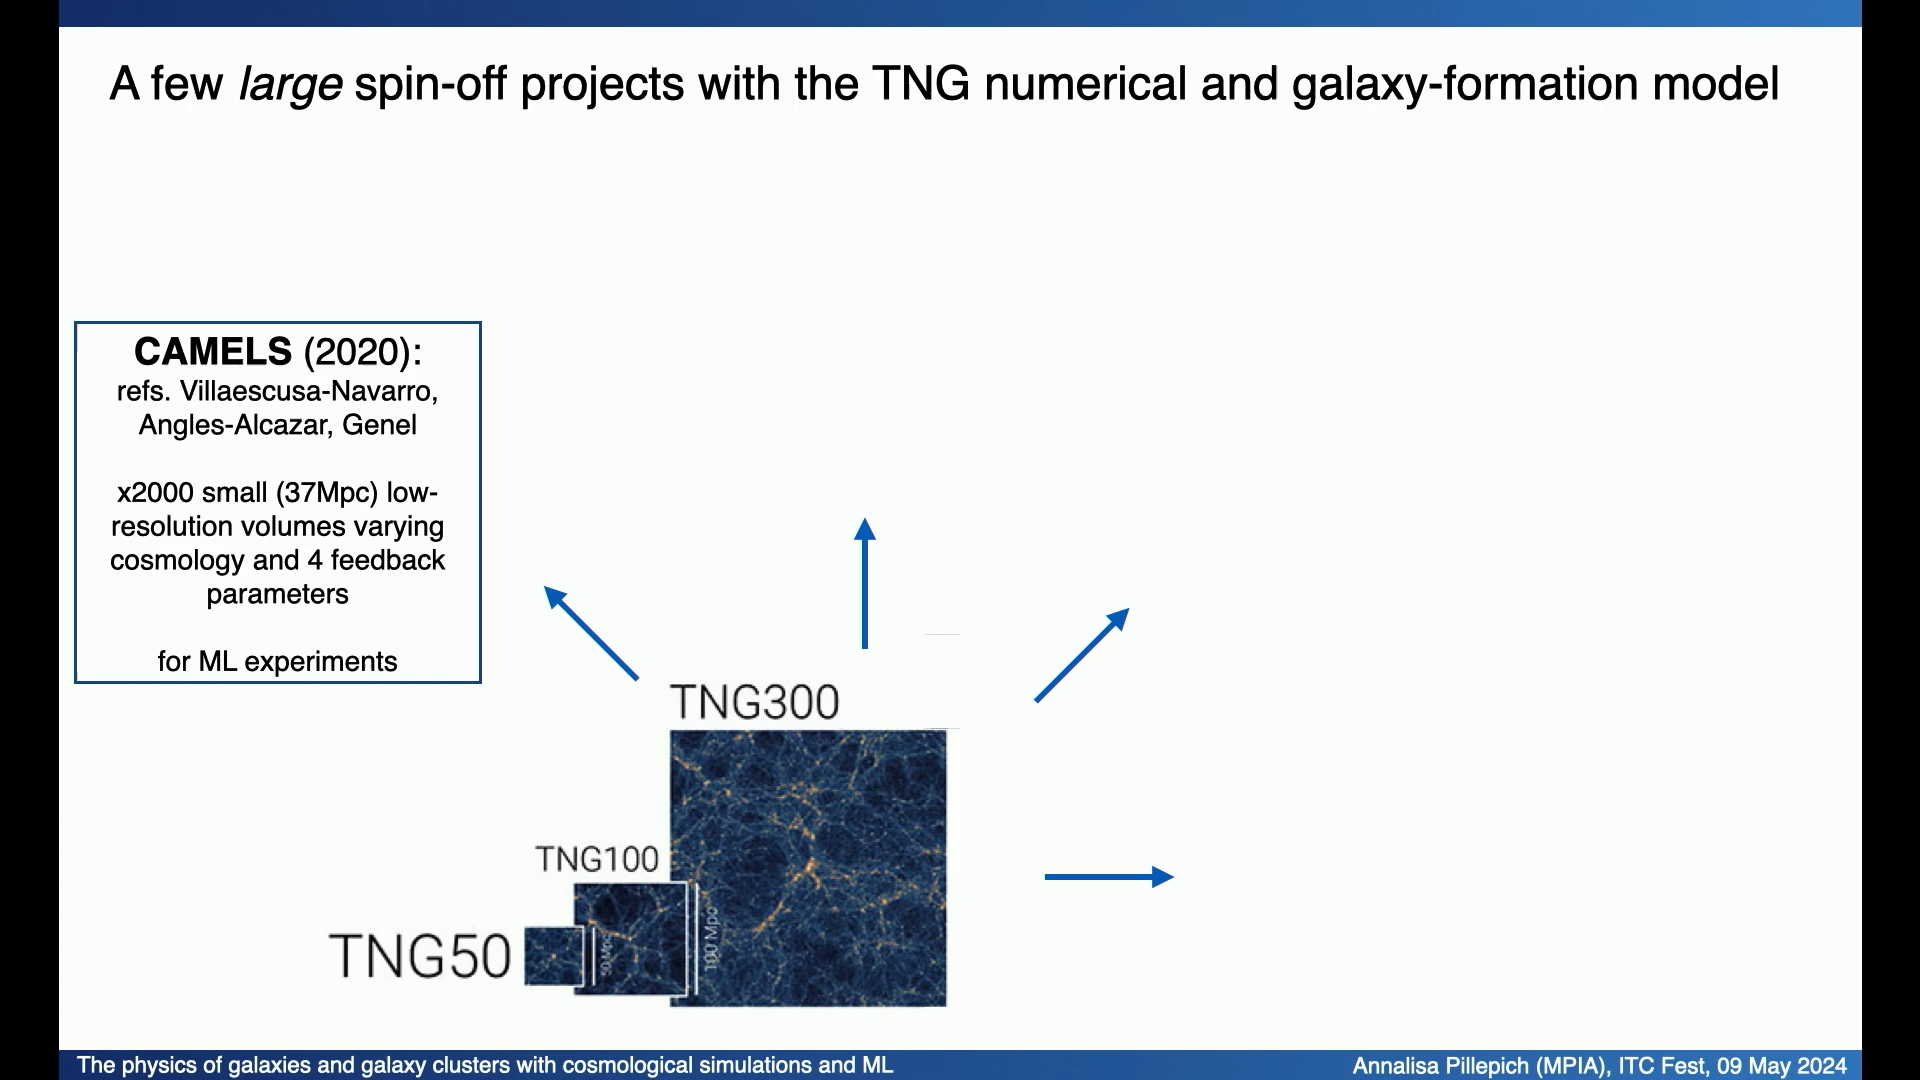 A few large spin-off projects with the TNG numerical and galaxy-formation model
CAMELS (2020):
refs. Villaescusa-Navarro,
Angles-Alcazar, Genel
x2000 small (37Mpc) low-
resolution volumes varying
cosmology and 4 feedback
parameters
for ML experiments
TNG300
TNG100
TNG50
50 Mpc
100 Mpc
The physics of galaxies and galaxy clusters with cosmological simulations and ML
Annalisa Pillepich (MPIA), ITC Fest, 09 May 2024